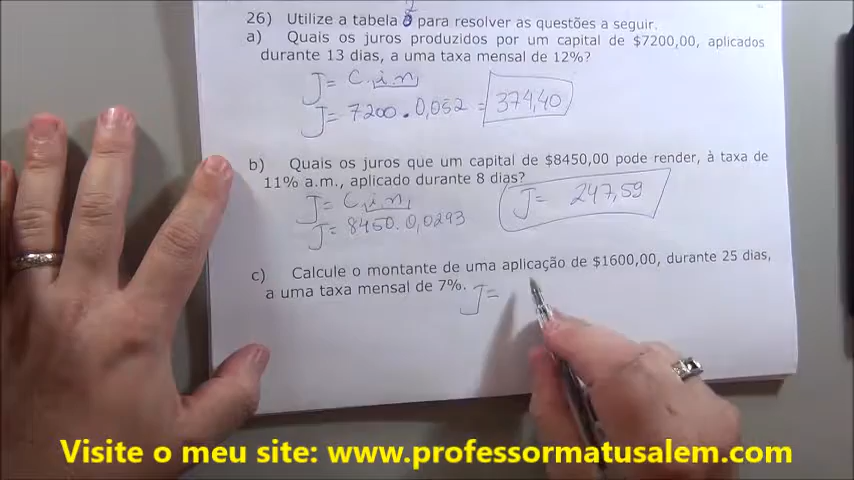 26) Utilize a tabela 8 para resolver as questões a seguir.
a) Quais os juros produzidos por um capital de $7200,00, aplicados
durante 13 dias, a uma taxa mensal de 12%?
J= C.i.n
J= 7200.0,052 = 374,40
b) Quais os juros que um capital de $8450,00 pode render, à taxa de
11% a.m., aplicado durante 8 dias?
J= C.i.n
J= 8450.0,0293
J= 247,59
c) Calcule o montante de uma aplicação de $1600,00, durante 25 dias,
a uma taxa mensal de 7%.
J=
Visite o meu site: www.professormatusalem.com